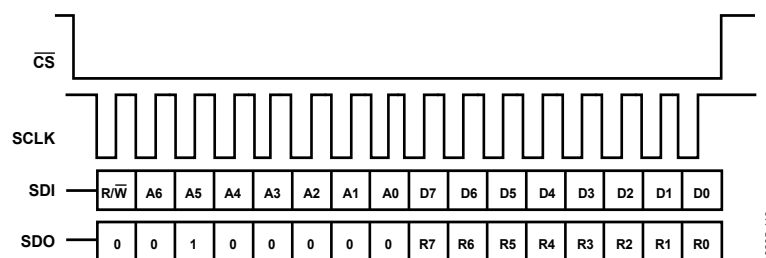 C̅S̅
SCLK
SDI R/W̅ A6 A5 A4 A3 A2 A1 A0 D7 D6 D5 D4 D3 D2 D1 D0
SDO 0 0 1 0 0 0 0 0 R7 R6 R5 R4 R3 R2 R1 R0